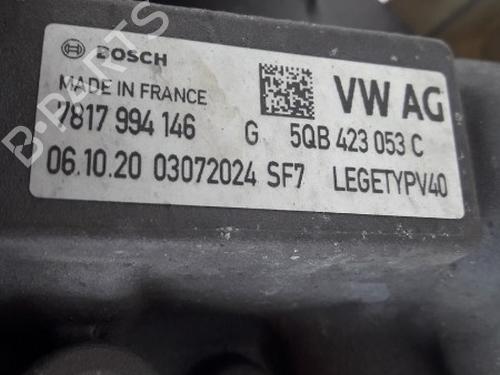 BOSCH
MADE IN FRANCE
VW AG
7817 994 146 G 5QB 423 053 C
06.10.20 03072024 SF7 LEGETYPV40
B-PARTS